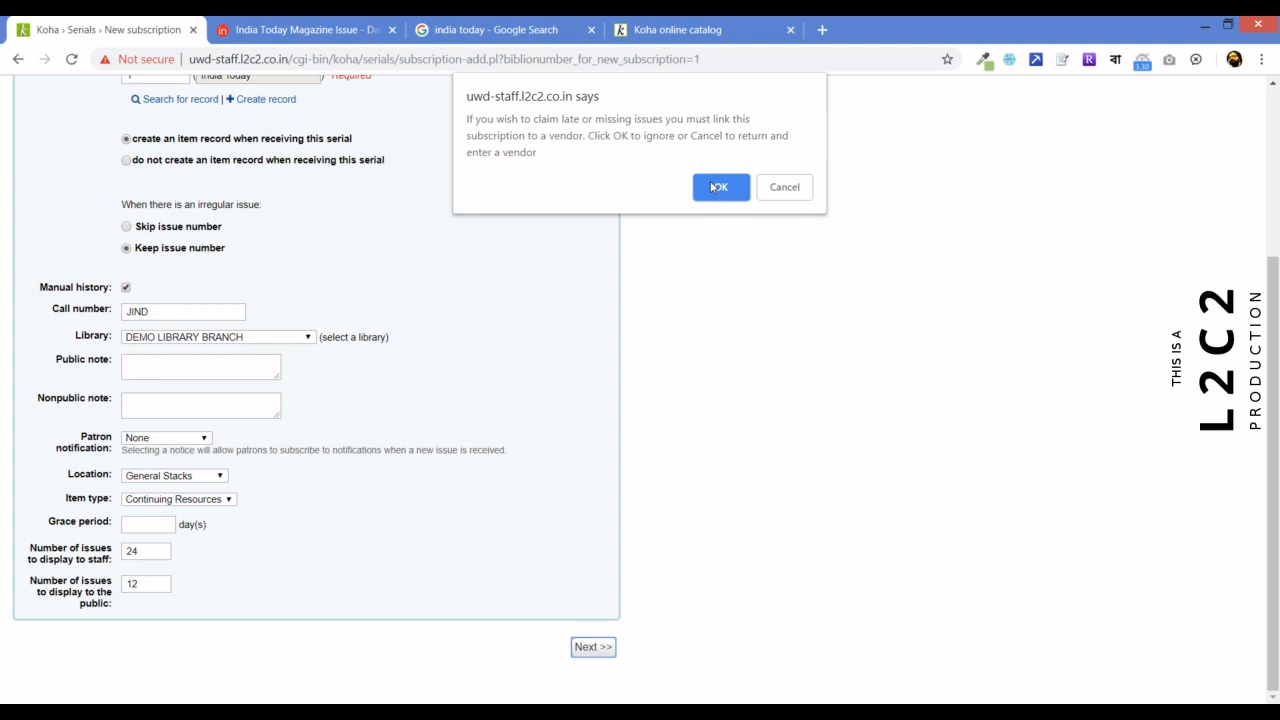 Koha › Serials › New subscription
India Today Magazine Issue - Da
india today - Google Search
Koha online catalog
Not secure | uwd-staff.l2c2.co.in/cgi-bin/koha/serials/subscription-add.pl?biblionumber_for_new_subscription=1
3.30
1 (India Today) Required
Search for record | Create record
create an item record when receiving this serial
do not create an item record when receiving this serial
When there is an irregular issue:
Skip issue number
Keep issue number
Manual history:
Call number: JIND
Library: DEMO LIBRARY BRANCH (select a library)
Public note:
Nonpublic note:
Patron notification: None
Selecting a notice will allow patrons to subscribe to notifications when a new issue is received.
Location: General Stacks
Item type: Continuing Resources
Grace period: day(s)
Number of issues
to display to staff: 24
Number of issues
to display to the
public: 12
Next >>
uwd-staff.l2c2.co.in says
If you wish to claim late or missing issues you must link this
subscription to a vendor. Click OK to ignore or Cancel to return and
enter a vendor
OK
Cancel
THIS IS A
L2C2
PRODUCTION